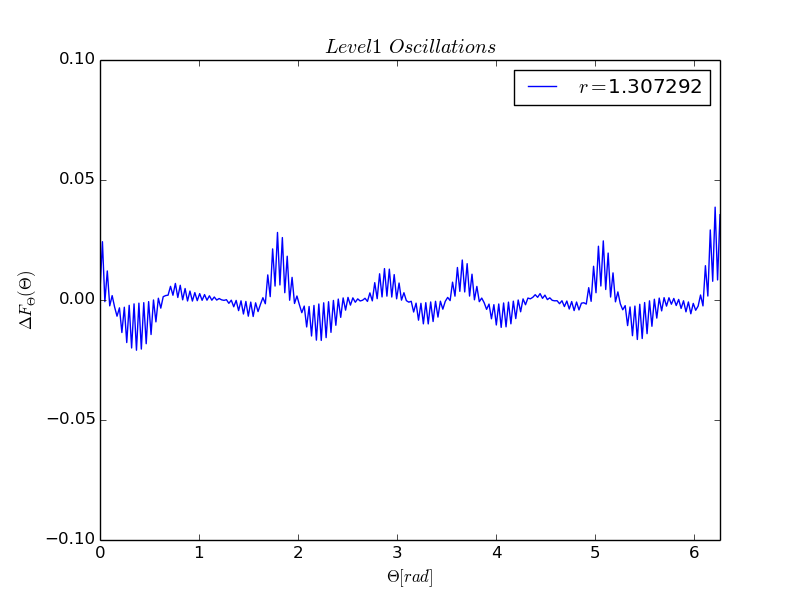 Level1 Oscillations
r=1.307292
0.10
0.05
0.00
−0.05
−0.10
ΔF_Θ(Θ)
0 1 2 3 4 5 6
Θ[rad]